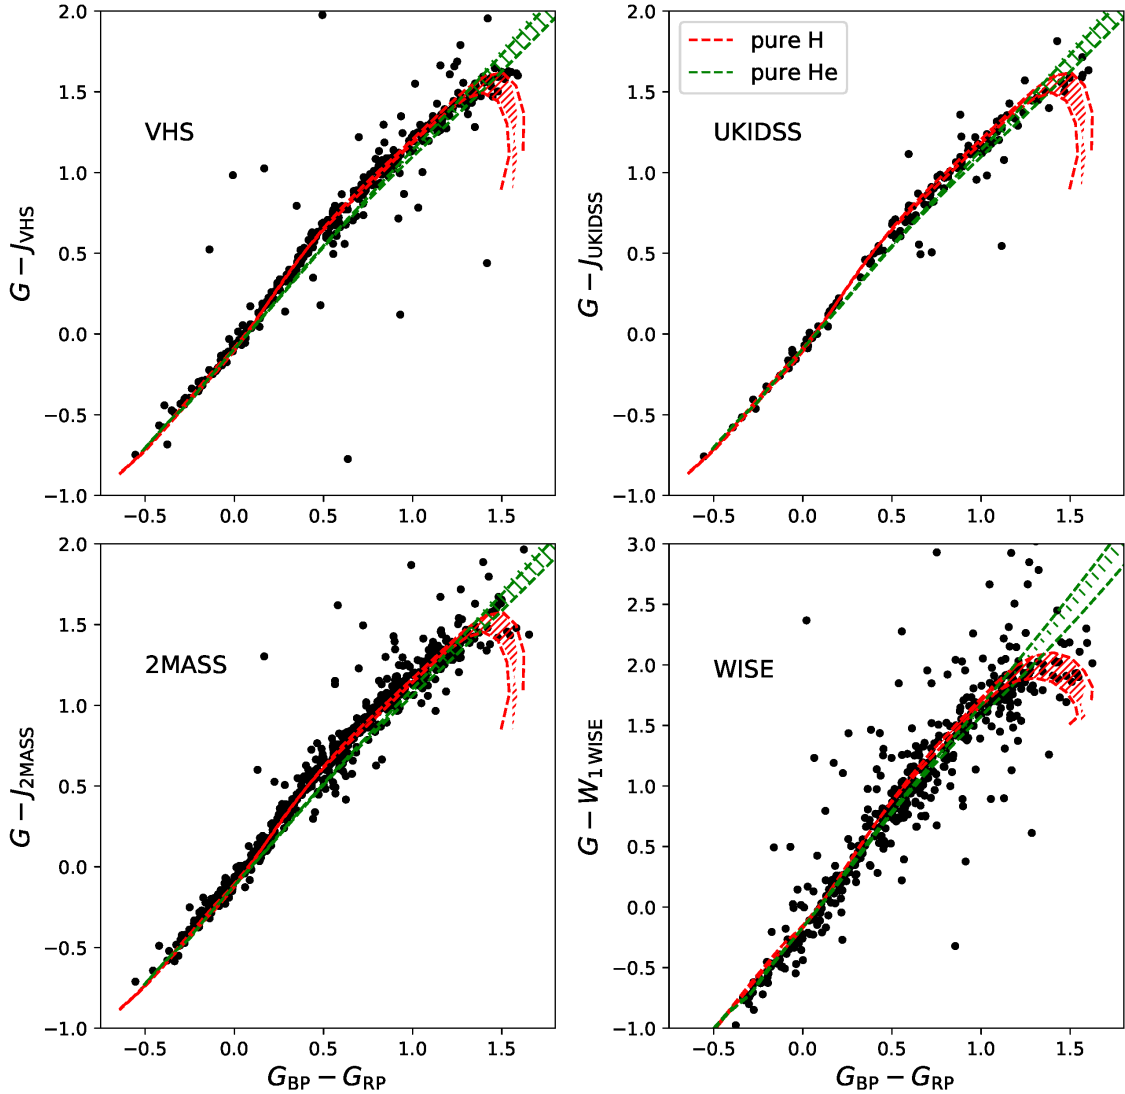 2.0
1.5
1.0
0.5
0.0
−0.5
−1.0
G − J_VHS
VHS
−0.5 0.0 0.5 1.0 1.5
2.0
1.5
1.0
0.5
0.0
−0.5
−1.0
G − J_UKIDSS
pure H
pure He
UKIDSS
−0.5 0.0 0.5 1.0 1.5
2.0
1.5
1.0
0.5
0.0
−0.5
−1.0
G − J_2MASS
2MASS
−0.5 0.0 0.5 1.0 1.5
G_BP − G_RP
3.0
2.5
2.0
1.5
1.0
0.5
0.0
−0.5
−1.0
G − W_1 WISE
WISE
−0.5 0.0 0.5 1.0 1.5
G_BP − G_RP